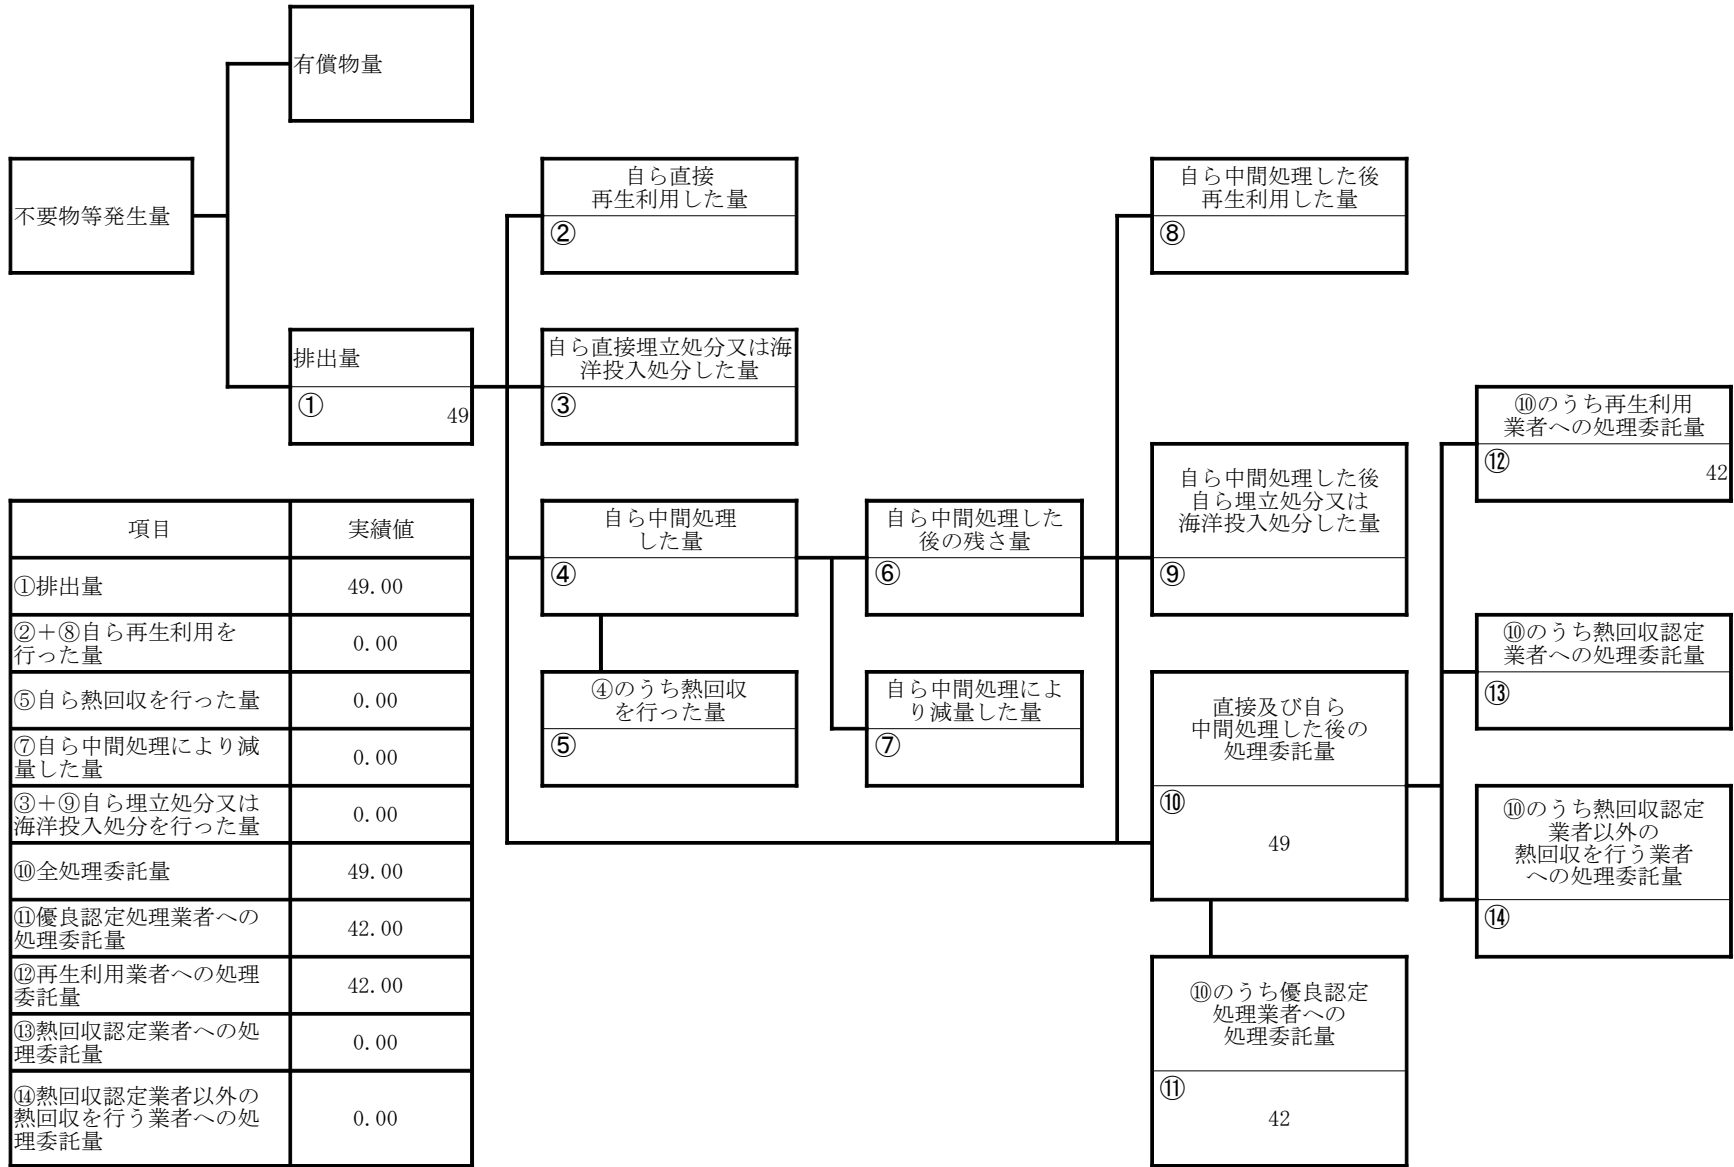 有償物量
不要物等発生量
自ら直接
再生利用した量
②
自ら中間処理した後
再生利用した量
⑧
排出量
①
49
自ら直接埋立処分又は海
洋投入処分した量
③
⑩のうち再生利用
業者への処理委託量
⑫
42
自ら中間処理
した量
④
自ら中間処理した
後の残さ量
⑥
自ら中間処理した後
自ら埋立処分又は
海洋投入処分した量
⑨
⑩のうち熱回収認定
業者への処理委託量
⑬
④のうち熱回収
を行った量
⑤
自ら中間処理によ
り減量した量
⑦
直接及び自ら
中間処理した後の
処理委託量
⑩
49
⑩のうち熱回収認定
業者以外の
熱回収を行う業者
への処理委託量
⑭
⑩のうち優良認定
処理業者への
処理委託量
⑪
42
項目
実績値
①排出量
49.00
②＋⑧自ら再生利用を
行った量
0.00
⑤自ら熱回収を行った量
0.00
⑦自ら中間処理により減
量した量
0.00
③＋⑨自ら埋立処分又は
海洋投入処分を行った量
0.00
⑩全処理委託量
49.00
⑪優良認定処理業者への
処理委託量
42.00
⑫再生利用業者への処理
委託量
42.00
⑬熱回収認定業者への処
理委託量
0.00
⑭熱回収認定業者以外の
熱回収を行う業者への処
理委託量
0.00